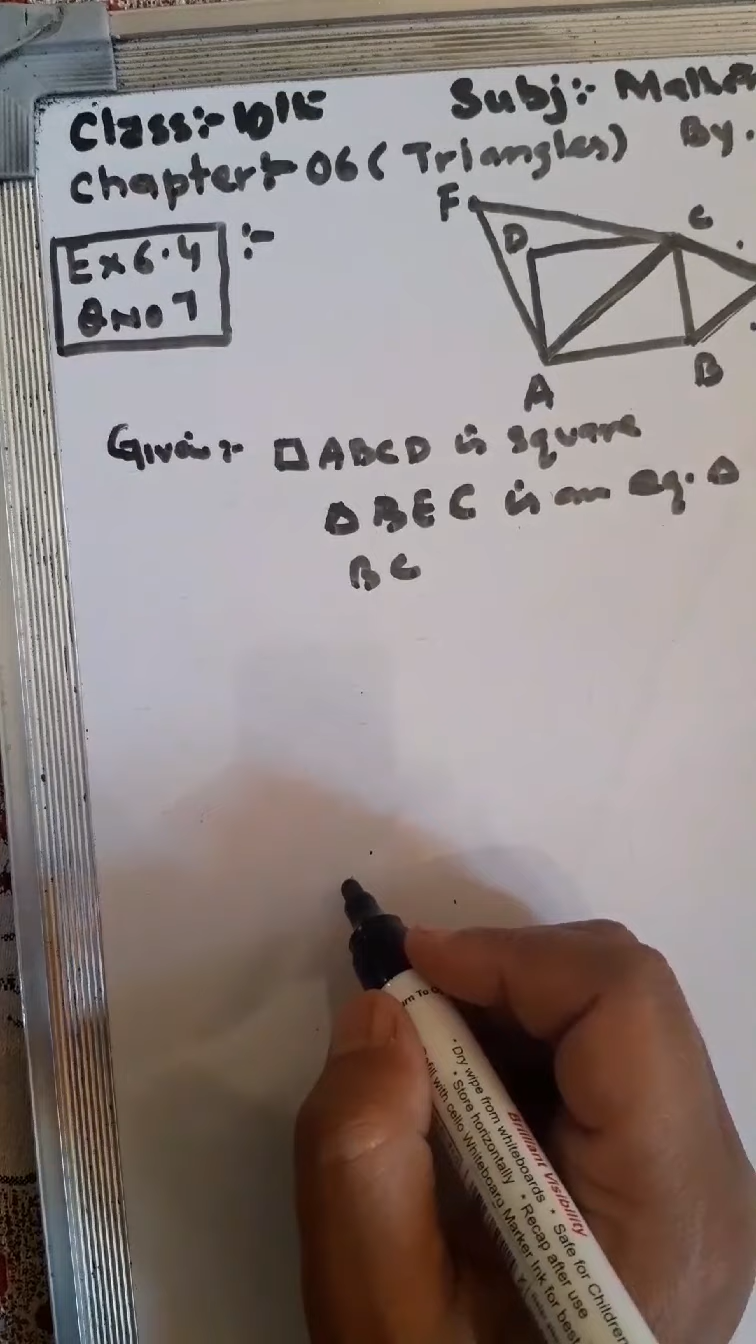 Class:- 10th Subj:- Mathe
Chapter:- 06 ( Triangles) By.
Ex 6.4 :-
Q No 7
F
D
C
A
B
Given:- □ ABCD is square
Δ BEC is an eq. Δ
BC
Brilliant Visibility
• Dry wipe from whiteboards • Safe for Children
• Store horizontally • Recap after use
Refill with cello Whiteboard Marker Ink for best